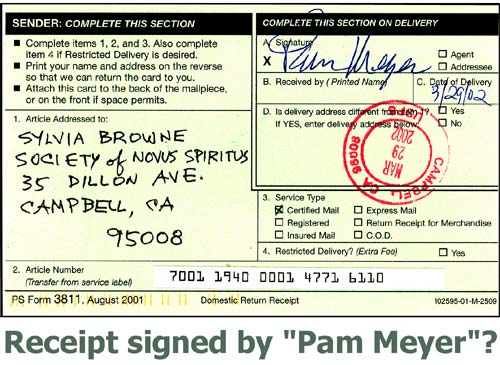 SENDER: COMPLETE THIS SECTION
■ Complete items 1, 2, and 3. Also complete
item 4 if Restricted Delivery is desired.
■ Print your name and address on the reverse
so that we can return the card to you.
■ Attach this card to the back of the mailpiece,
or on the front if space permits.
1. Article Addressed to:
SYLVIA BROWNE
SOCIETY of NOVUS SPIRITUS
35 DILLON AVE.
CAMPBELL, CA
95008
2. Article Number
(Transfer from service label)
7001 1940 0001 4771 6110
COMPLETE THIS SECTION ON DELIVERY
A. Signature
X Pam Meyer
☐ Agent
☐ Addressee
B. Received by (Printed Name)
C. Date of Delivery
3/29/02
D. Is delivery address different from item 1? ☐ Yes
If YES, enter delivery address below: ☐ No
CAMPBELL CA 95008
MAR
29
2002
3. Service Type
☒ Certified Mail ☐ Express Mail
☐ Registered ☐ Return Receipt for Merchandise
☐ Insured Mail ☐ C.O.D.
4. Restricted Delivery? (Extra Fee) ☐ Yes
PS Form 3811, August 2001 Domestic Return Receipt 102595-01-M-2509
Receipt signed by "Pam Meyer"?